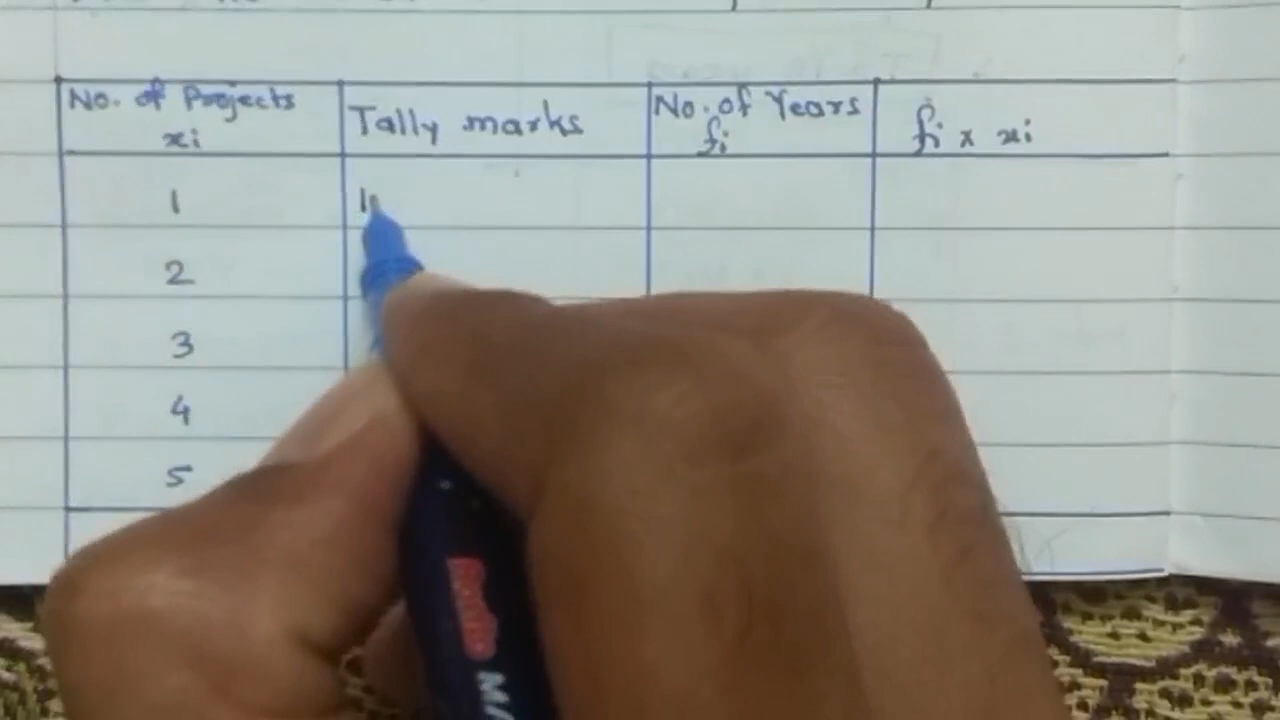 No. of Projects xi
Tally marks
No. of Years fi
fi x xi
1
2
3
4
5